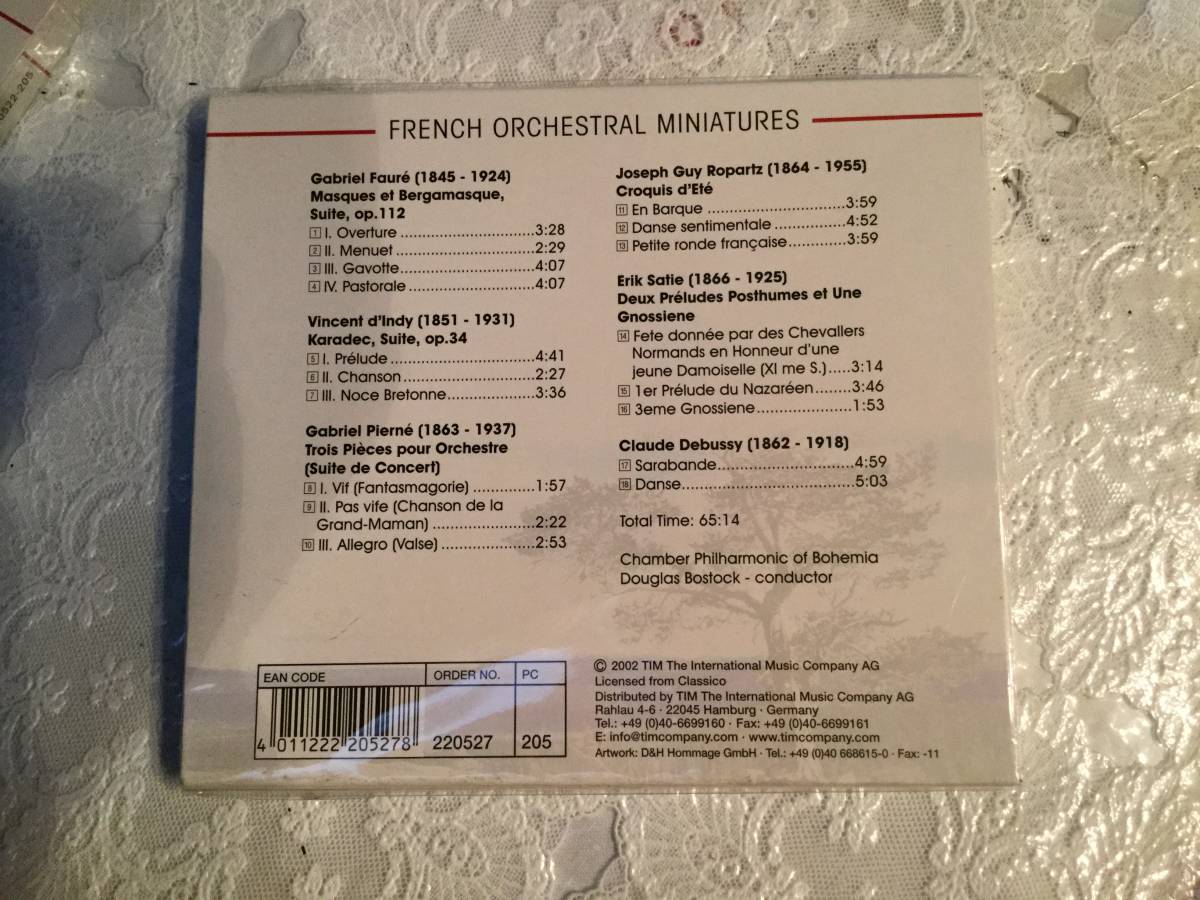 FRENCH ORCHESTRAL MINIATURES
Gabriel Fauré (1845 - 1924)
Masques et Bergamasque,
Suite, op.112
1 I. Overture ..............................3:28
2 II. Menuet ..............................2:29
3 III. Gavotte..............................4:07
4 IV. Pastorale ..............................4:07
Vincent d'Indy (1851 - 1931)
Karadec, Suite, op.34
5 I. Prélude ..............................4:41
6 II. Chanson ..............................2:27
7 III. Noce Bretonne....................3:36
Gabriel Pierné (1863 - 1937)
Trois Pièces pour Orchestre
(Suite de Concert)
8 I. Vif (Fantasmagorie) .............1:57
9 II. Pas vife (Chanson de la
Grand-Maman) ......................2:22
10 III. Allegro (Valse) ....................2:53
Joseph Guy Ropartz (1864 - 1955)
Croquis d'Eté
11 En Barque ..............................3:59
12 Danse sentimentale ................4:52
13 Petite ronde française.............3:59
Erik Satie (1866 - 1925)
Deux Préludes Posthumes et Une
Gnossiene
14 Fete donnée par des Chevallers
Normands en Honneur d'une
jeune Damoiselle (XI me S.).....3:14
15 1er Prélude du Nazaréen........3:46
16 3eme Gnossiene....................1:53
Claude Debussy (1862 - 1918)
17 Sarabande..............................4:59
18 Danse....................................5:03
Total Time: 65:14
Chamber Philharmonic of Bohemia
Douglas Bostock - conductor
EAN CODE
ORDER NO.
PC
4 011222 205278
220527
205
© 2002 TIM The International Music Company AG
Licensed from Classico
Distributed by TIM The International Music Company AG
Rahlau 4-6 · 22045 Hamburg · Germany
Tel.: +49 (0)40-6699160 · Fax: +49 (0)40-6699161
E: info@timcompany.com · www.timcompany.com
Artwork: D&H Hommage GmbH · Tel.: +49 (0)40 668615-0 · Fax: -11